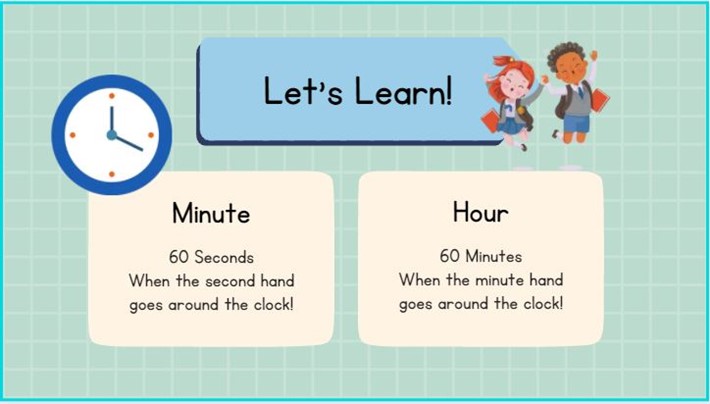 Let's Learn!
Minute
60 Seconds
When the second hand
goes around the clock!
Hour
60 Minutes
When the minute hand
goes around the clock!